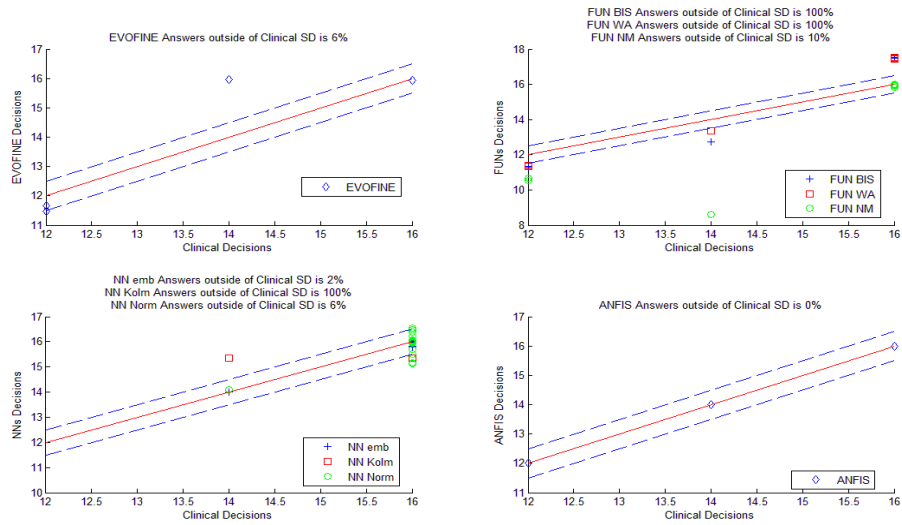 EVOFINE Answers outside of Clinical SD is 6%
17
16
15
14
13
12
11
12 12.5 13 13.5 14 14.5 15 15.5 16
EVOFINE Decisions
Clinical Decisions
EVOFINE
FUN BIS Answers outside of Clinical SD is 100%
FUN WA Answers outside of Clinical SD is 100%
FUN NM Answers outside of Clinical SD is 10%
18
16
14
12
10
8
12 12.5 13 13.5 14 14.5 15 15.5 16
FUNs Decisions
Clinical Decisions
FUN BIS
FUN WA
FUN NM
NN emb Answers outside of Clinical SD is 2%
NN Kolm Answers outside of Clinical SD is 100%
NN Norm Answers outside of Clinical SD is 6%
17
16
15
14
13
12
11
10
12 12.5 13 13.5 14 14.5 15 15.5 16
NNs Decisions
Clinical Decisions
NN emb
NN Kolm
NN Norm
ANFIS Answers outside of Clinical SD is 0%
17
16
15
14
13
12
11
12 12.5 13 13.5 14 14.5 15 15.5 16
ANFIS Decisions
Clinical Decisions
ANFIS